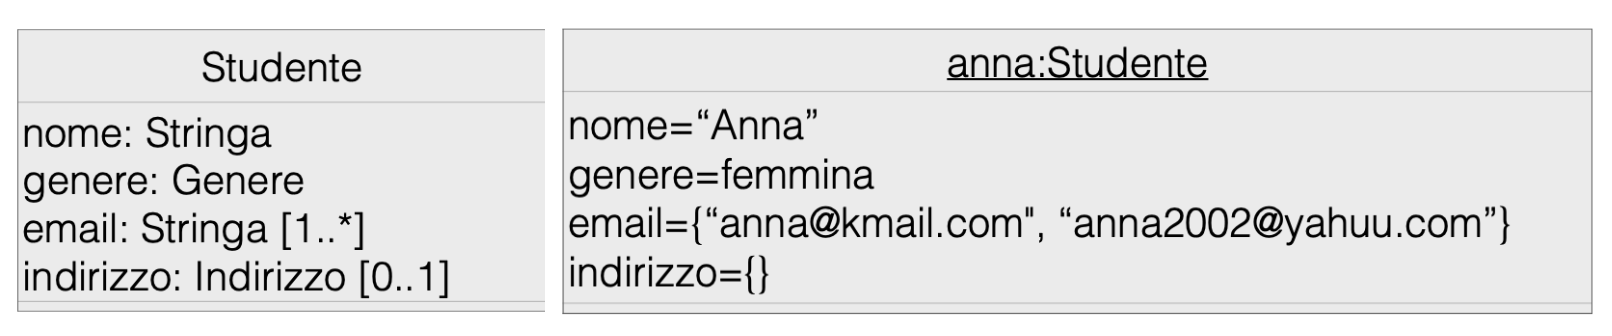 Studente
nome: Stringa
genere: Genere
email: Stringa [1..*]
indirizzo: Indirizzo [0..1]
anna:Studente
nome=“Anna”
genere=femmina
email={“anna@kmail.com", “anna2002@yahuu.com”}
indirizzo={}